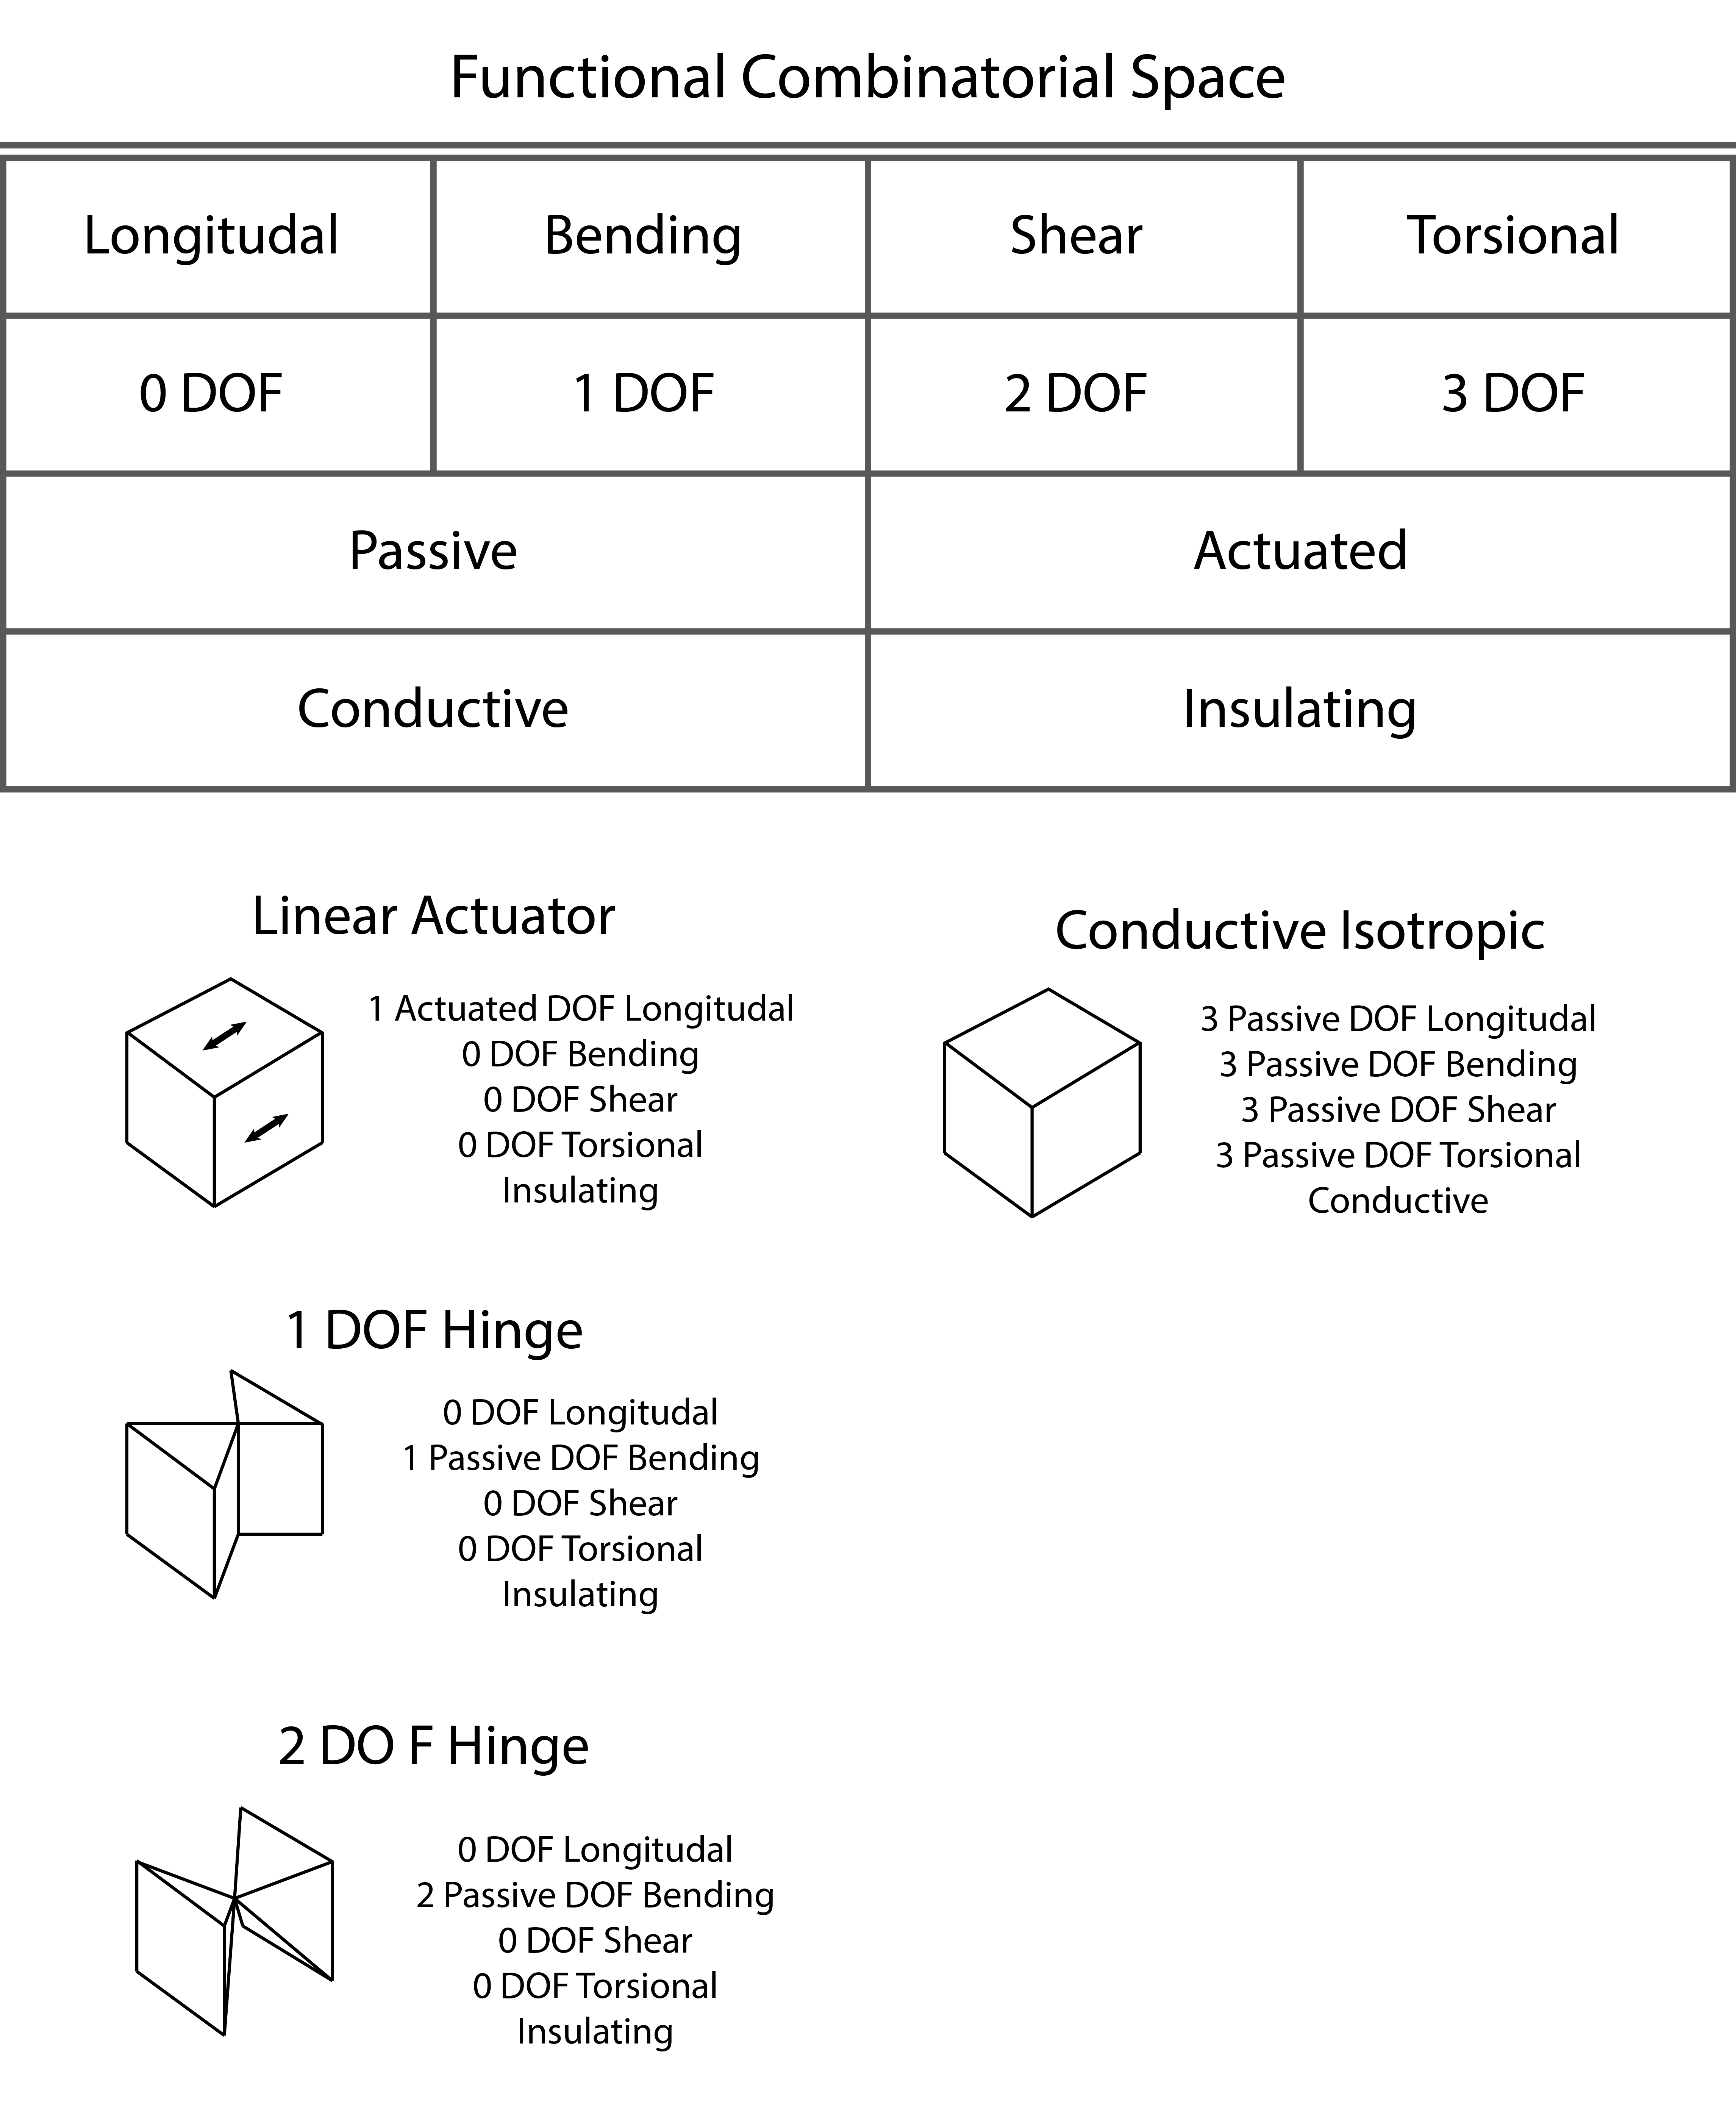 Functional Combinatorial Space
Longitudal Bending Shear Torsional
0 DOF 1 DOF 2 DOF 3 DOF
Passive Actuated
Conductive Insulating
Linear Actuator
1 Actuated DOF Longitudal
0 DOF Bending
0 DOF Shear
0 DOF Torsional
Insulating
Conductive Isotropic
3 Passive DOF Longitudal
3 Passive DOF Bending
3 Passive DOF Shear
3 Passive DOF Torsional
Conductive
1 DOF Hinge
0 DOF Longitudal
1 Passive DOF Bending
0 DOF Shear
0 DOF Torsional
Insulating
2 DO F Hinge
0 DOF Longitudal
2 Passive DOF Bending
0 DOF Shear
0 DOF Torsional
Insulating